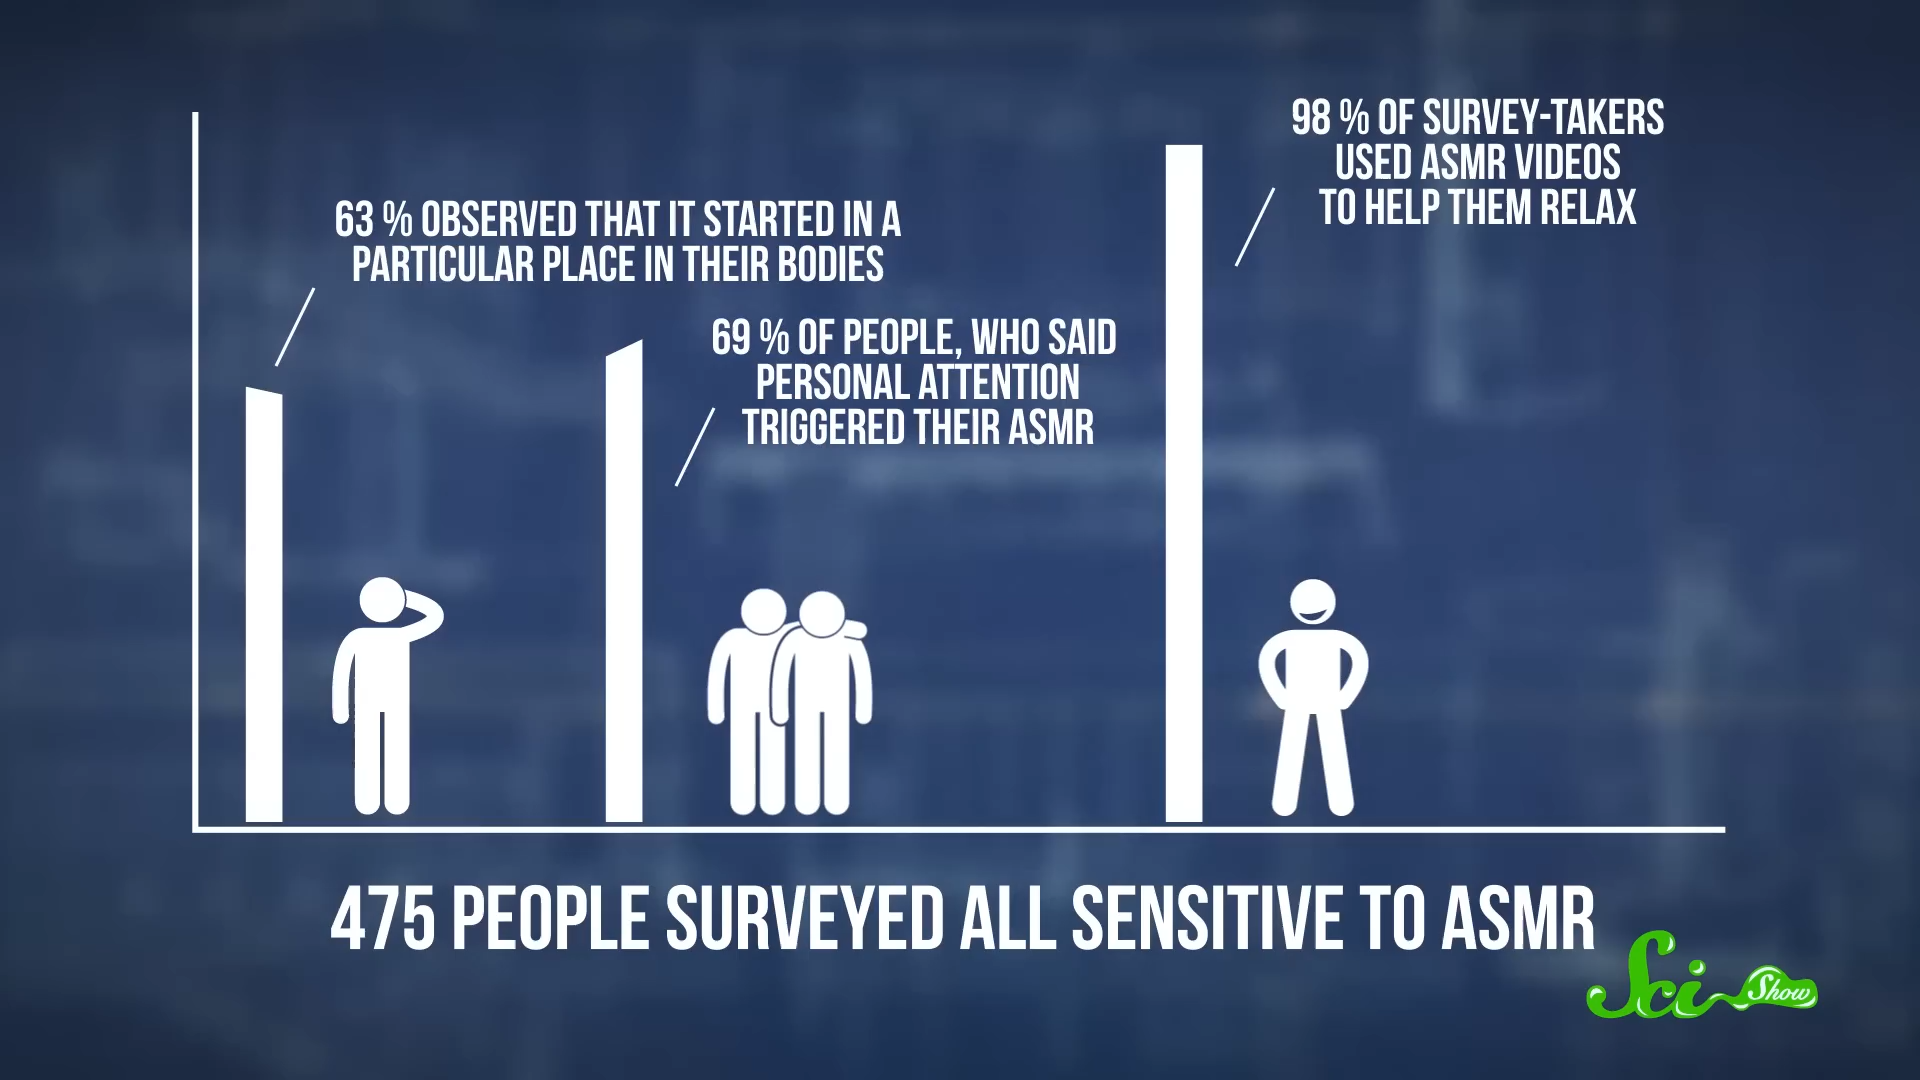 63 % OBSERVED THAT IT STARTED IN A
PARTICULAR PLACE IN THEIR BODIES
69 % OF PEOPLE, WHO SAID
PERSONAL ATTENTION
TRIGGERED THEIR ASMR
98 % OF SURVEY-TAKERS
USED ASMR VIDEOS
TO HELP THEM RELAX
475 PEOPLE SURVEYED ALL SENSITIVE TO ASMR
Sci Show